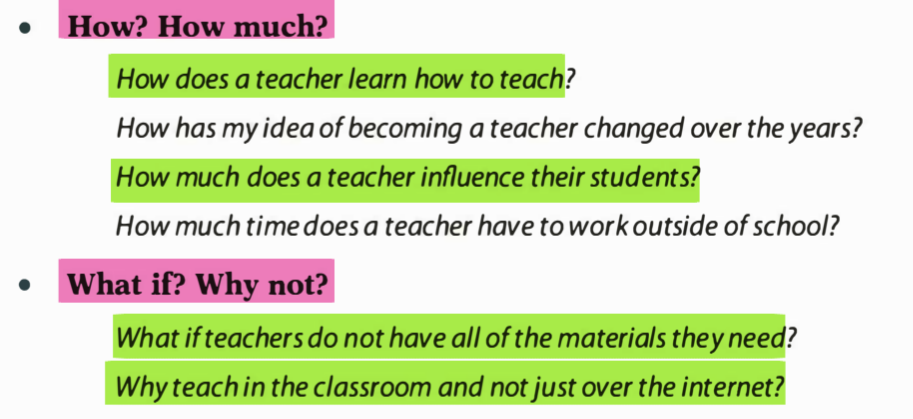 • How? How much?
How does a teacher learn how to teach?
How has my idea of becoming a teacher changed over the years?
How much does a teacher influence their students?
How much time does a teacher have to work outside of school?
• What if? Why not?
What if teachers do not have all of the materials they need?
Why teach in the classroom and not just over the internet?